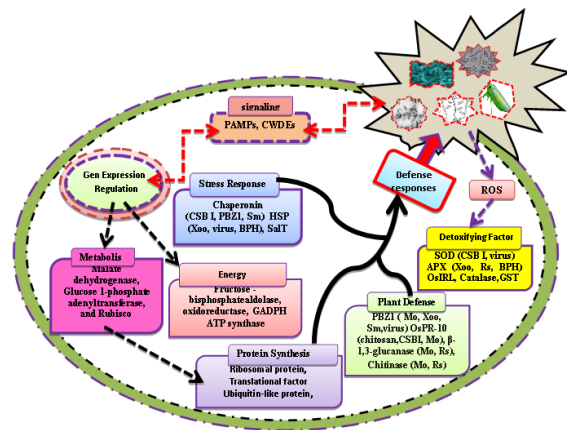 signaling
PAMPs, CWDEs
Gen Expression
Regulation
Stress Response
Chaperonin
(CSB I, PBZ1, Sm) HSP
(Xoo, virus, BPH), SalT
Defense
responses
ROS
Detoxifying Factor
SOD (CSB I, virus)
APX (Xoo, Rs, BPH)
OsIRL, Catalase,GST
Metabolis
Malate
dehydrogenase,
Glucose 1-phosphate
adenyltransferase,
and Rubisco
Energy
Fructose -
bisphosphatealdolase,
oxidoreductose, GADPH
ATP synthase
Plant Defense
PBZ1 ( Mo, Xoo,
Sm,virus) OsPR-10
(chitosan,CSBI, Mo), β-
1,3-glucanase (Mo, Rs),
Chitinase (Mo, Rs)
Protein Synthesis
Ribosomal protein,
Translational factor
Ubiquitin-like protein,